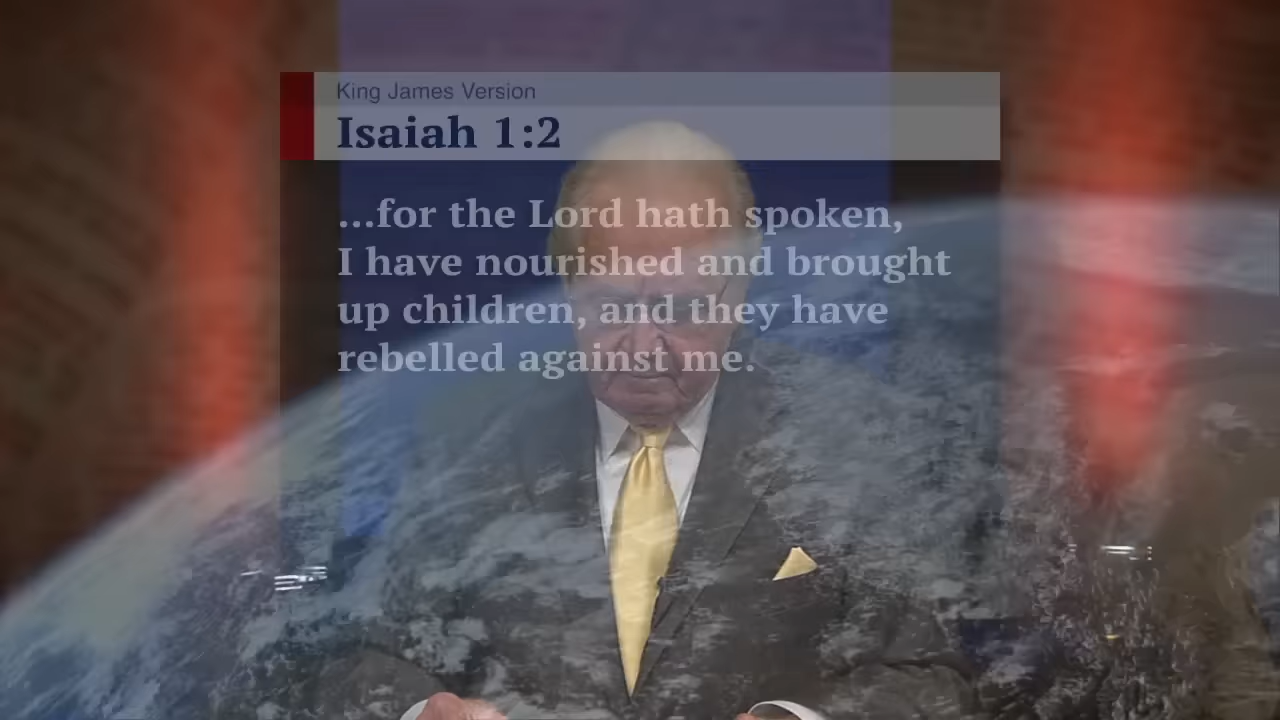 King James Version
Isaiah 1:2
...for the Lord hath spoken,
I have nourished and brought
up children, and they have
rebelled against me.